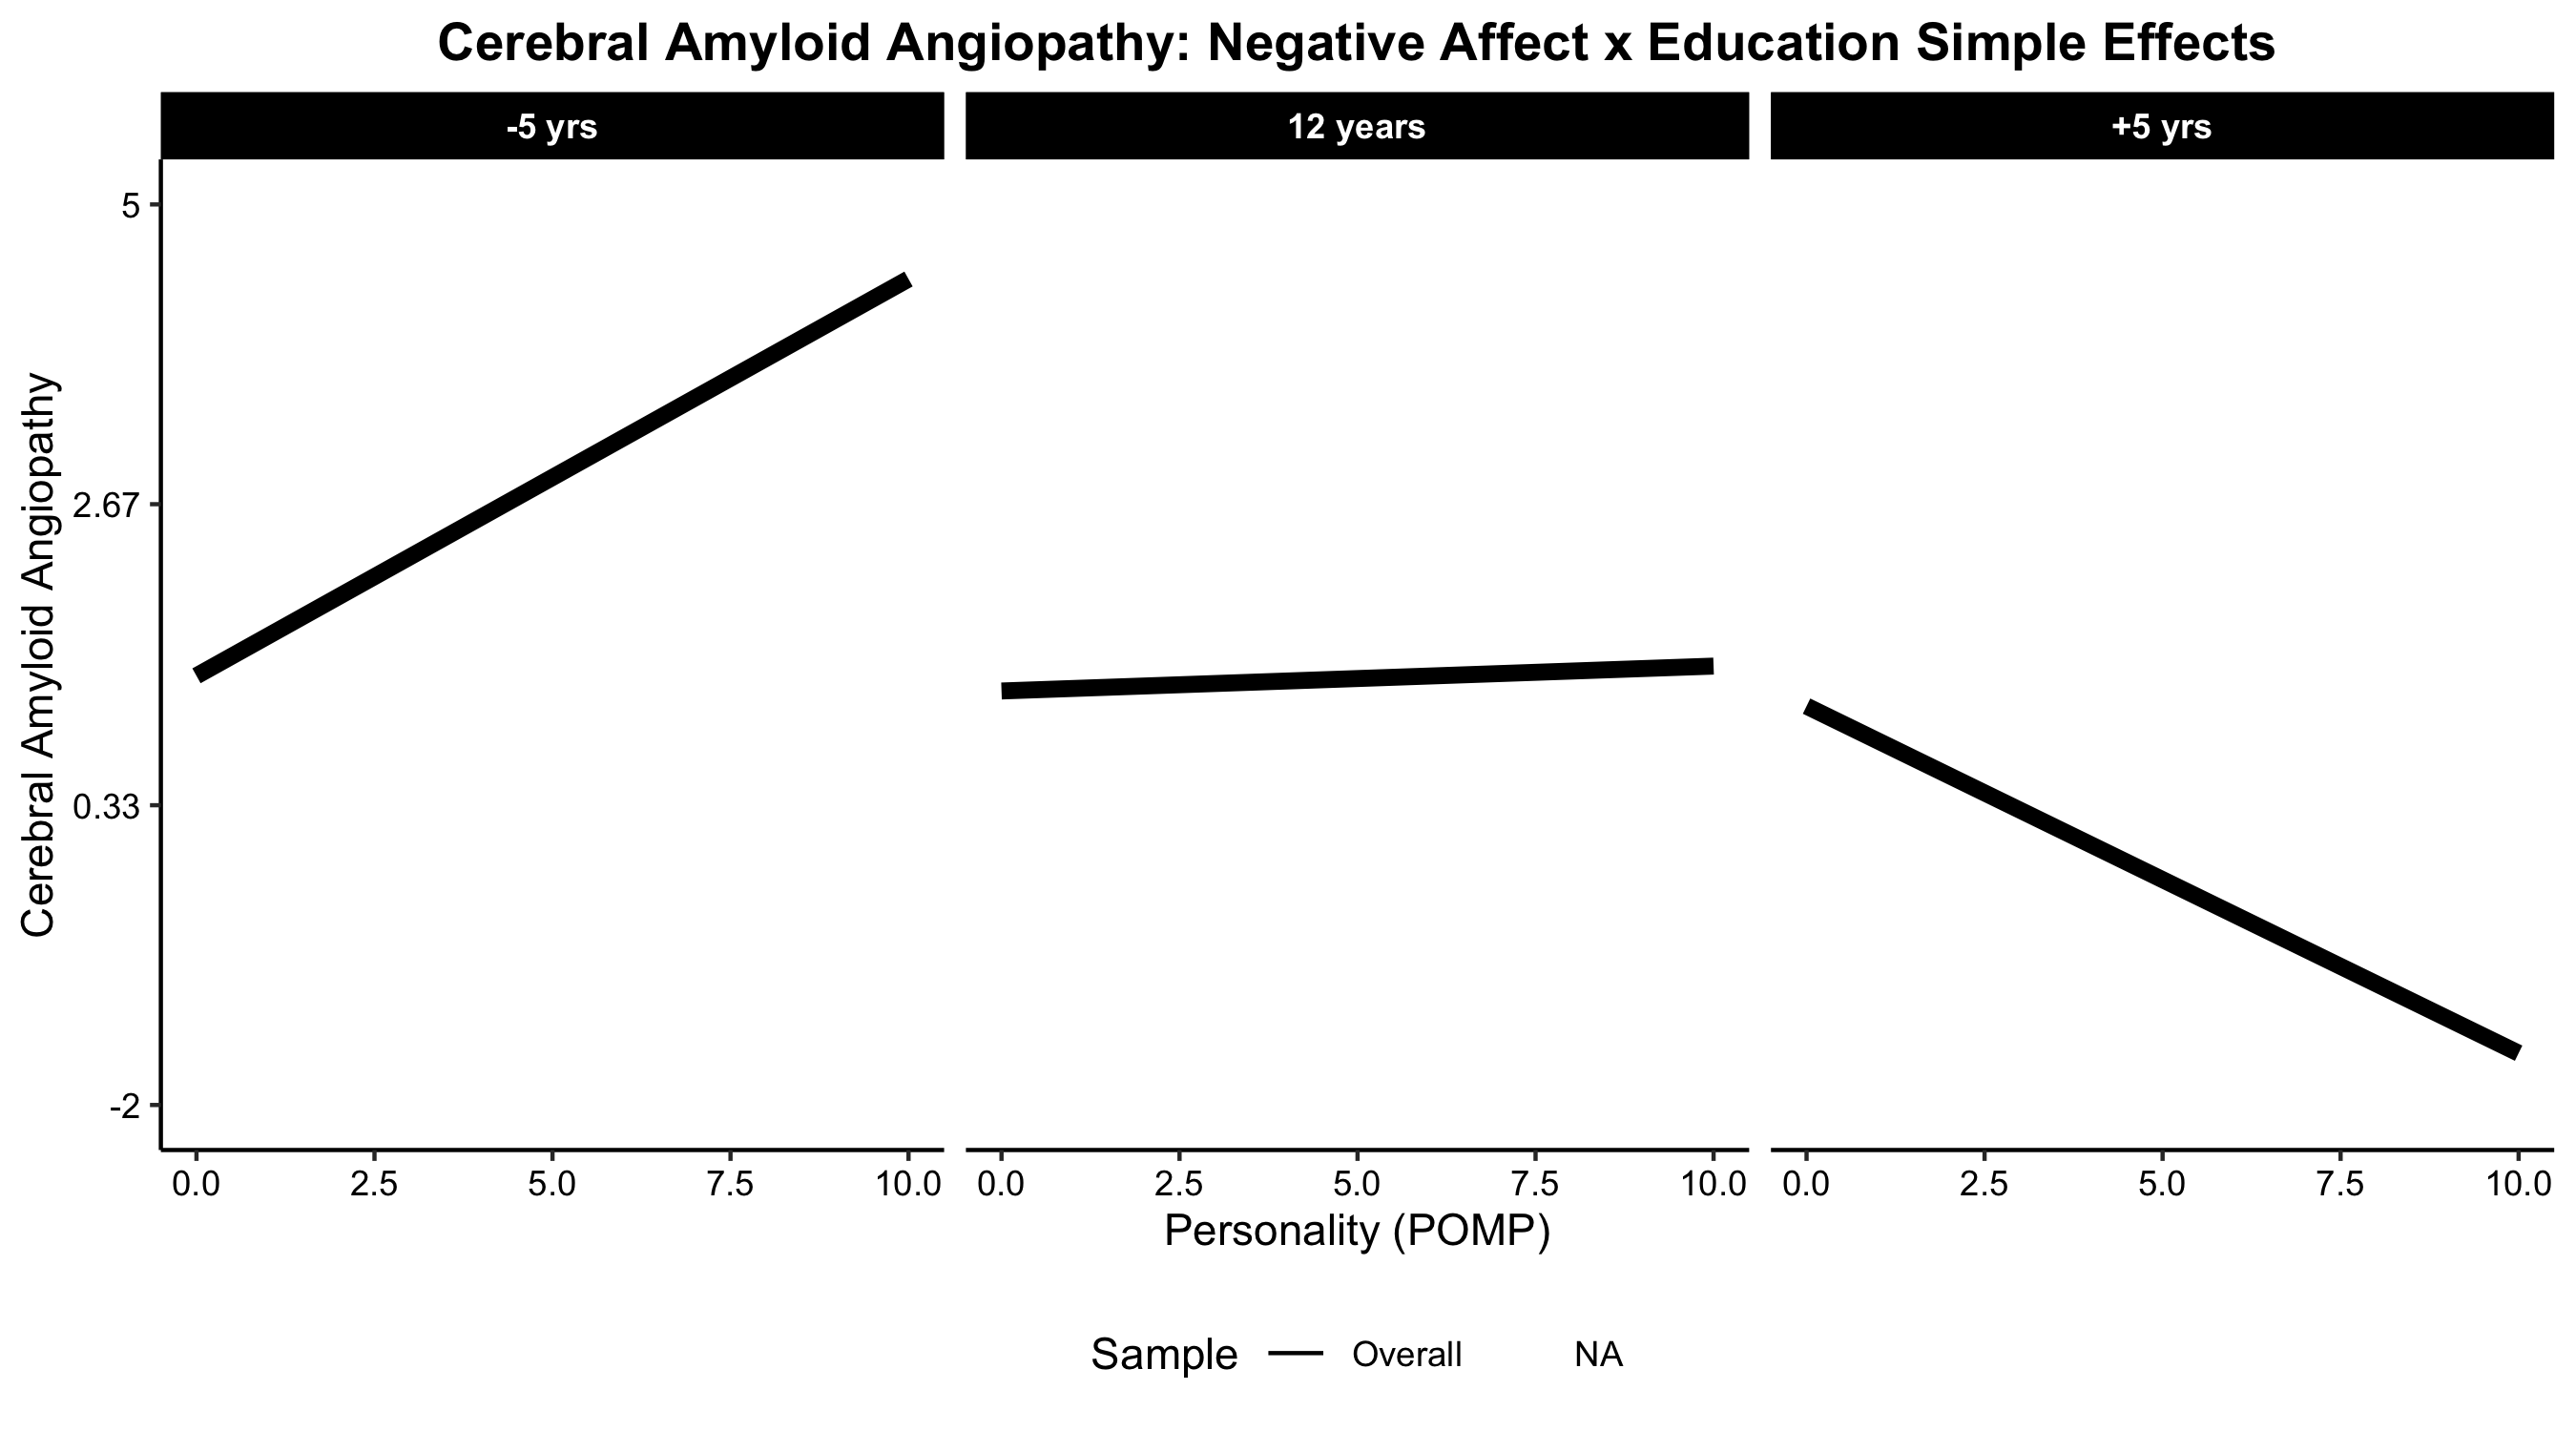 Cerebral Amyloid Angiopathy: Negative Affect x Education Simple Effects
-5 yrs
12 years
+5 yrs
Cerebral Amyloid Angiopathy
5
2.67
0.33
-2
0.0 2.5 5.0 7.5 10.0
0.0 2.5 5.0 7.5 10.0
0.0 2.5 5.0 7.5 10.0
Personality (POMP)
Sample Overall NA